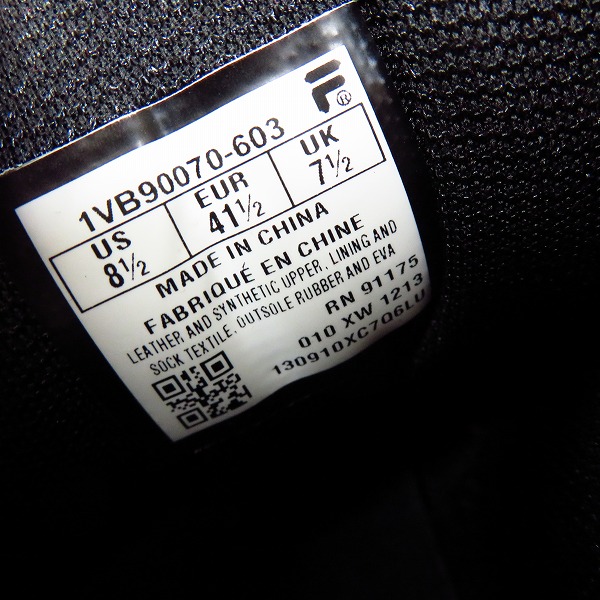 F®
1VB90070-603
US EUR UK
8½ 41½ 7½
MADE IN CHINA
FABRIQUÉ EN CHINE
LEATHER AND SYNTHETIC UPPER, LINING AND
SOCK TEXTILE. OUTSOLE RUBBER AND EVA
RN 91175
010 XW 1213
130910XC7Q6LU